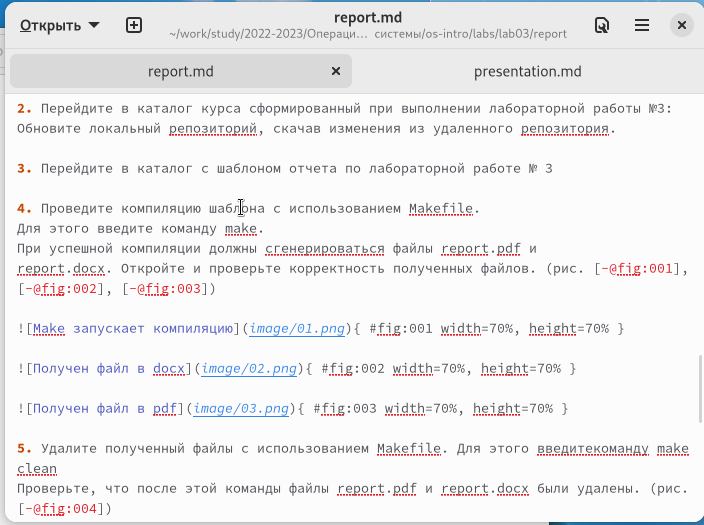 Открыть
report.md
~/work/study/2022-2023/Операци… системы/os-intro/labs/lab03/report
report.md
presentation.md
2. Перейдите в каталог курса сформированный при выполнении лабораторной работы №3:
Обновите локальный репозиторий, скачав изменения из удаленного репозитория.
3. Перейдите в каталог с шаблоном отчета по лабораторной работе № 3
4. Проведите компиляцию шаблона с использованием Makefile.
Для этого введите команду make.
При успешной компиляции должны сгенерироваться файлы report.pdf и
report.docx. Откройте и проверьте корректность полученных файлов. (рис. [-@fig:001],
[-@fig:002], [-@fig:003])
![Make запускает компиляцию](image/01.png){ #fig:001 width=70%, height=70% }
![Получен файл в docx](image/02.png){ #fig:002 width=70%, height=70% }
![Получен файл в pdf](image/03.png){ #fig:003 width=70%, height=70% }
5. Удалите полученный файлы с использованием Makefile. Для этого введитекоманду make
clean
Проверьте, что после этой команды файлы report.pdf и report.docx были удалены. (рис.
[-@fig:004])